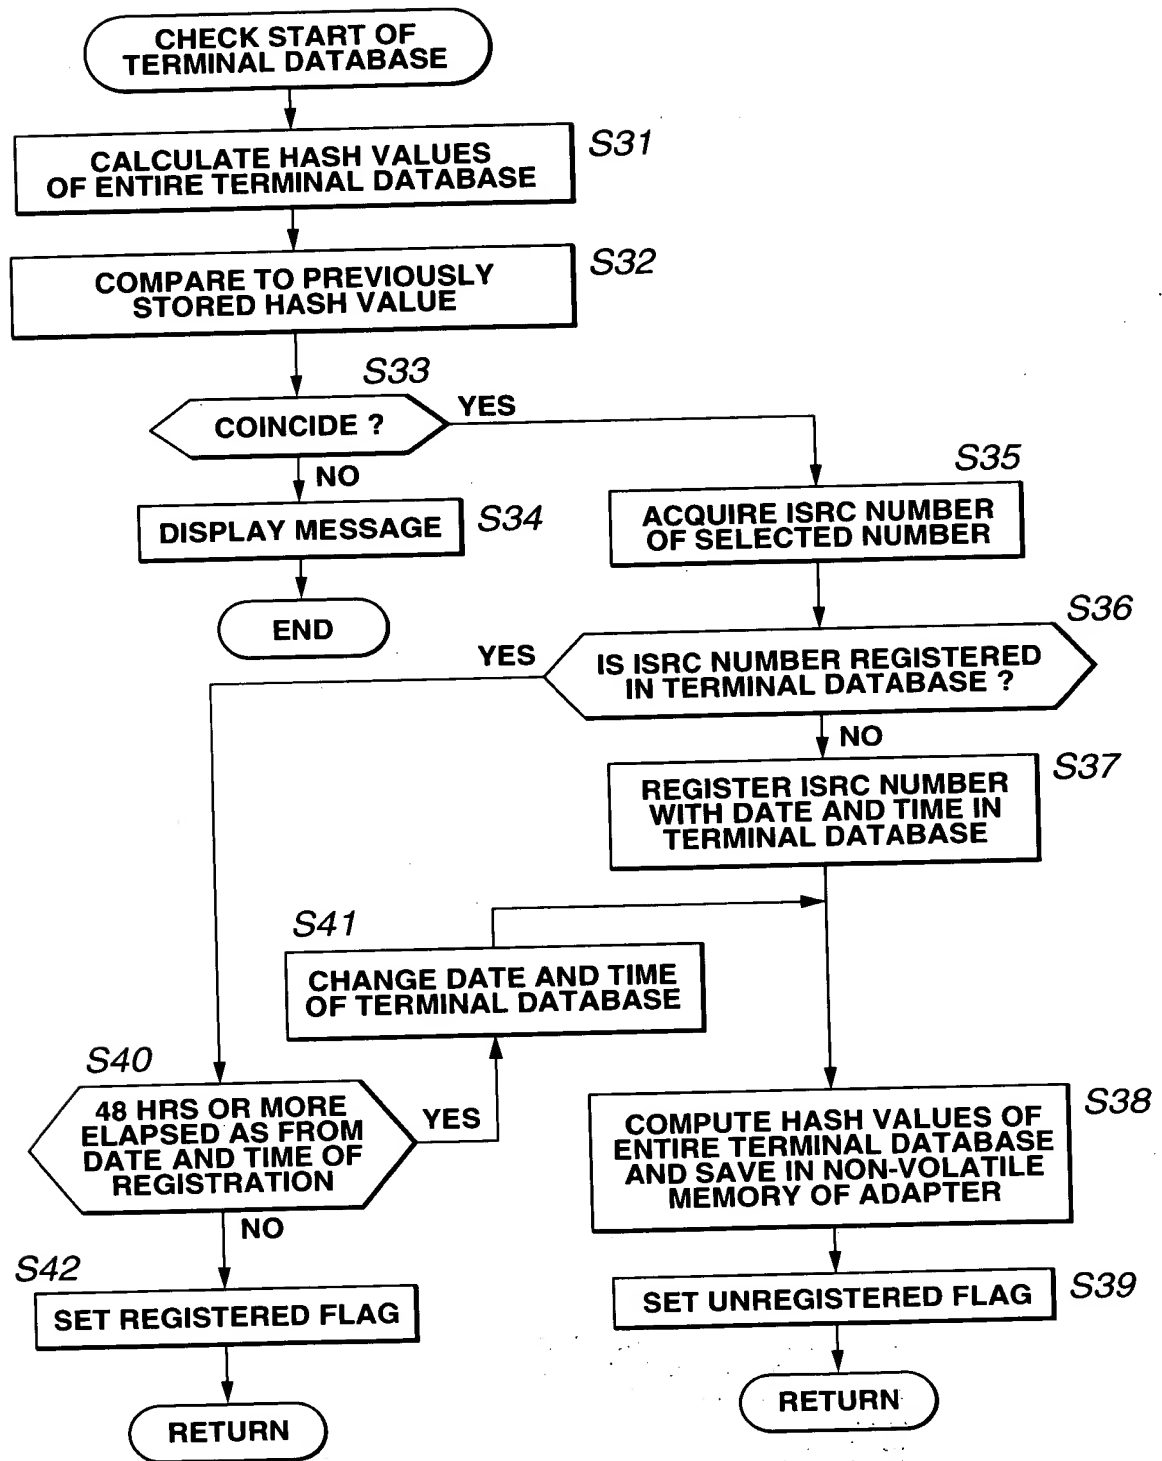 CHECK START OF
TERMINAL DATABASE
S31
CALCULATE HASH VALUES
OF ENTIRE TERMINAL DATABASE
S32
COMPARE TO PREVIOUSLY
STORED HASH VALUE
S33
COINCIDE ?
YES
NO
S34
DISPLAY MESSAGE
END
S35
ACQUIRE ISRC NUMBER
OF SELECTED NUMBER
S36
YES
IS ISRC NUMBER REGISTERED
IN TERMINAL DATABASE ?
NO
S37
REGISTER ISRC NUMBER
WITH DATE AND TIME IN
TERMINAL DATABASE
S41
CHANGE DATE AND TIME
OF TERMINAL DATABASE
S40
48 HRS OR MORE
ELAPSED AS FROM
DATE AND TIME OF
REGISTRATION
YES
NO
S38
COMPUTE HASH VALUES OF
ENTIRE TERMINAL DATABASE
AND SAVE IN NON-VOLATILE
MEMORY OF ADAPTER
S42
SET REGISTERED FLAG
RETURN
S39
SET UNREGISTERED FLAG
RETURN